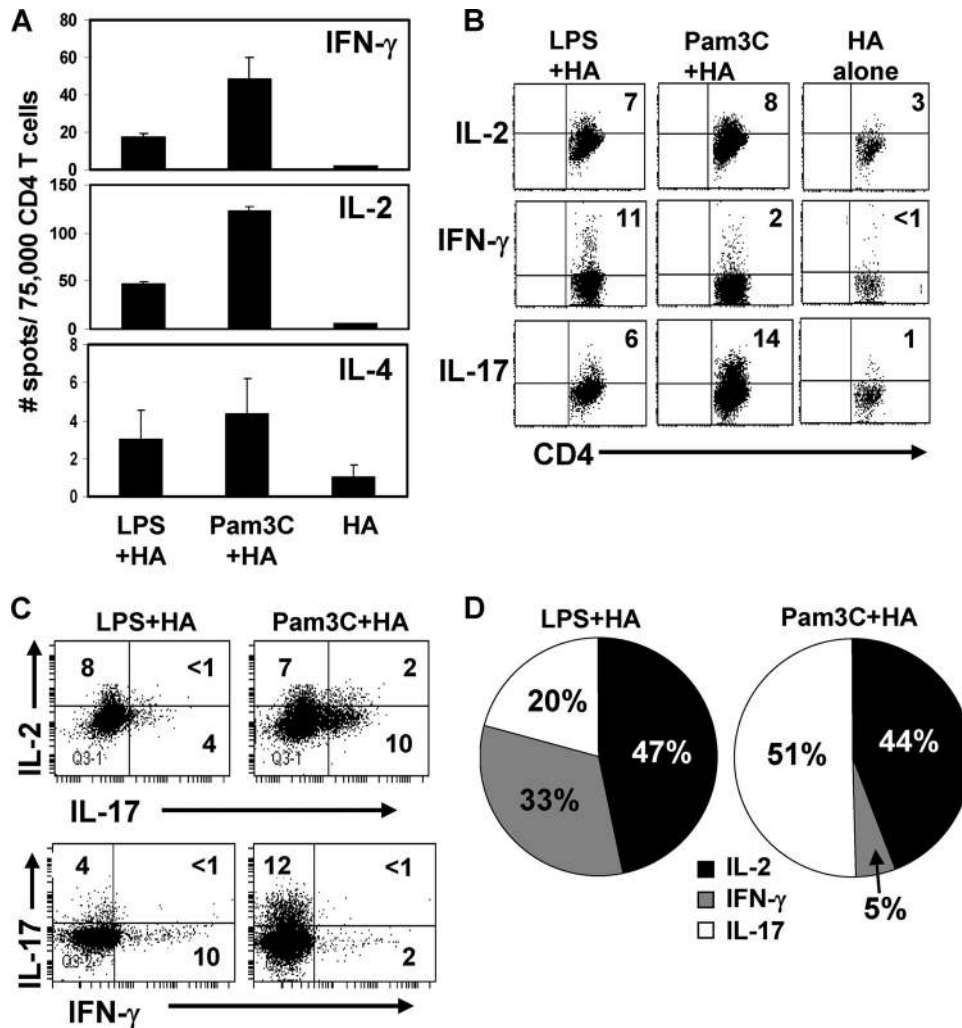 A
80
60
40
20
0
IFN-γ
150
100
50
0
IL-2
8
6
4
2
0
IL-4
# spots/ 75,000 CD4 T cells
LPS
+HA
Pam3C
+HA
HA
B
LPS
+HA
Pam3C
+HA
HA
alone
IL-2
7
8
3
IFN-γ
11
2
<1
IL-17
6
14
1
CD4
C
LPS+HA
Pam3C+HA
IL-2
8
<1
4
Q3-1
7
2
10
Q3-1
IL-17
IL-17
4
<1
10
12
<1
2
IFN-γ
D
LPS+HA
Pam3C+HA
20%
47%
33%
51%
44%
5%
IL-2
IFN-γ
IL-17